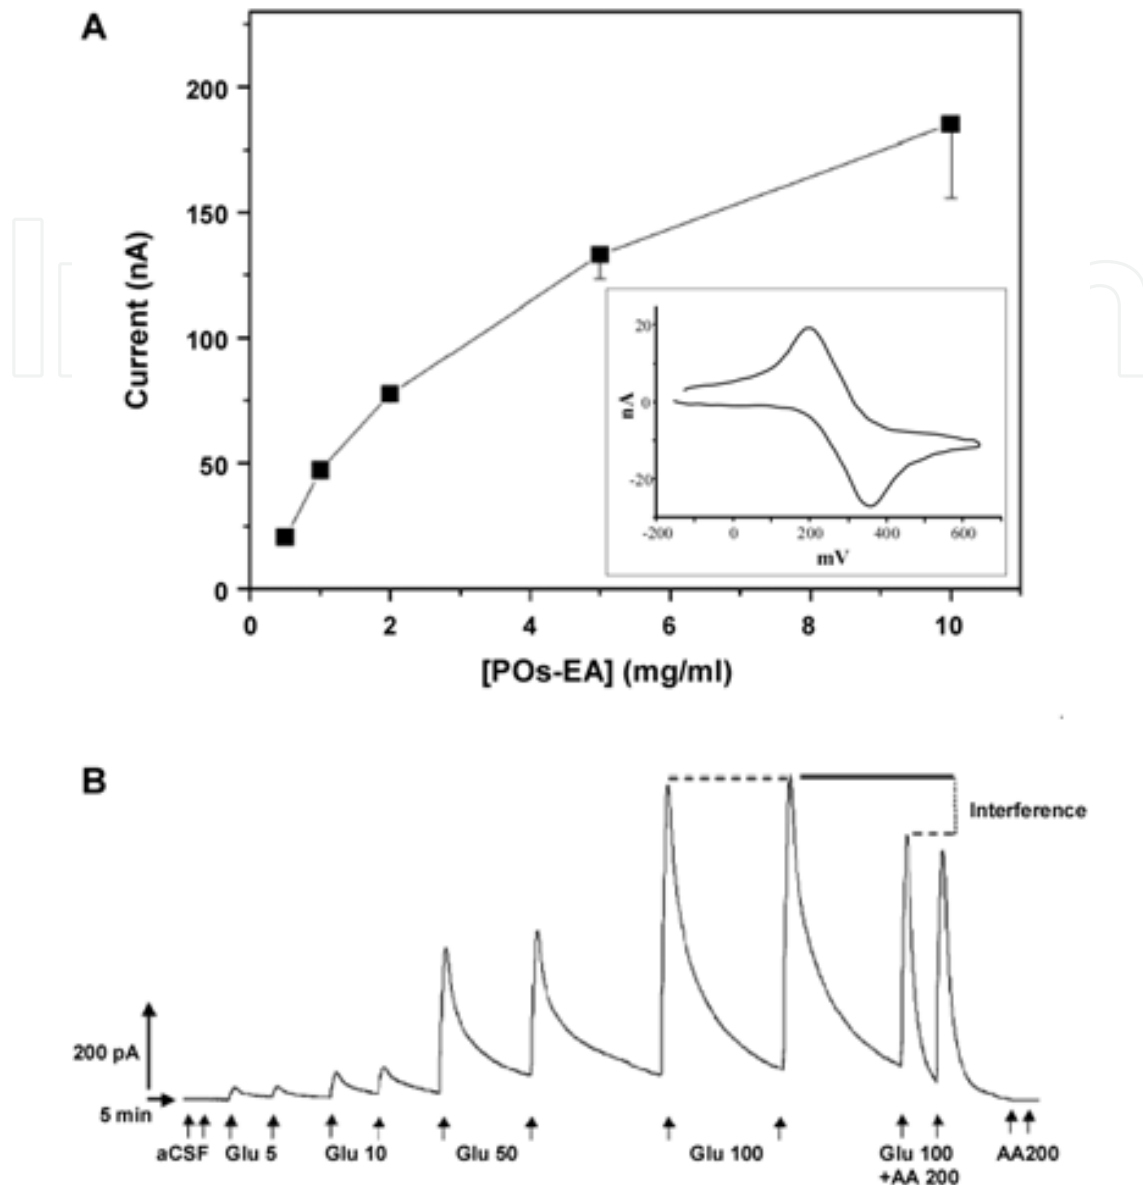 A
200
150
100
50
0
Current (nA)
0 2 4 6 8 10
[POs-EA] (mg/ml)
20
0
-20
nA
-200 0 200 400 600
mV
B
Interference
200 pA
5 min
aCSF Glu 5 Glu 10 Glu 50 Glu 100 Glu 100 AA200
+AA 200